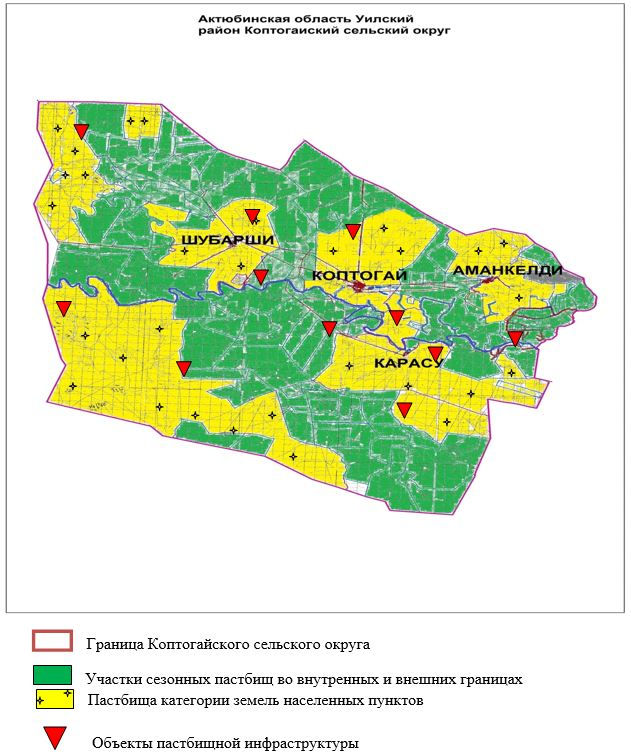 Актюбинская область Уилский
район Коптогаиский сельский округ
ШУБАРШИ
КОПТОГАЙ
АМАНКЕЛДИ
КАРАСУ
Граница Коптогайского сельского округа
Участки сезонных пастбищ во внутренных и внешних границах
Пастбища категории земель населенных пунктов
Объекты пастбищной инфраструктуры